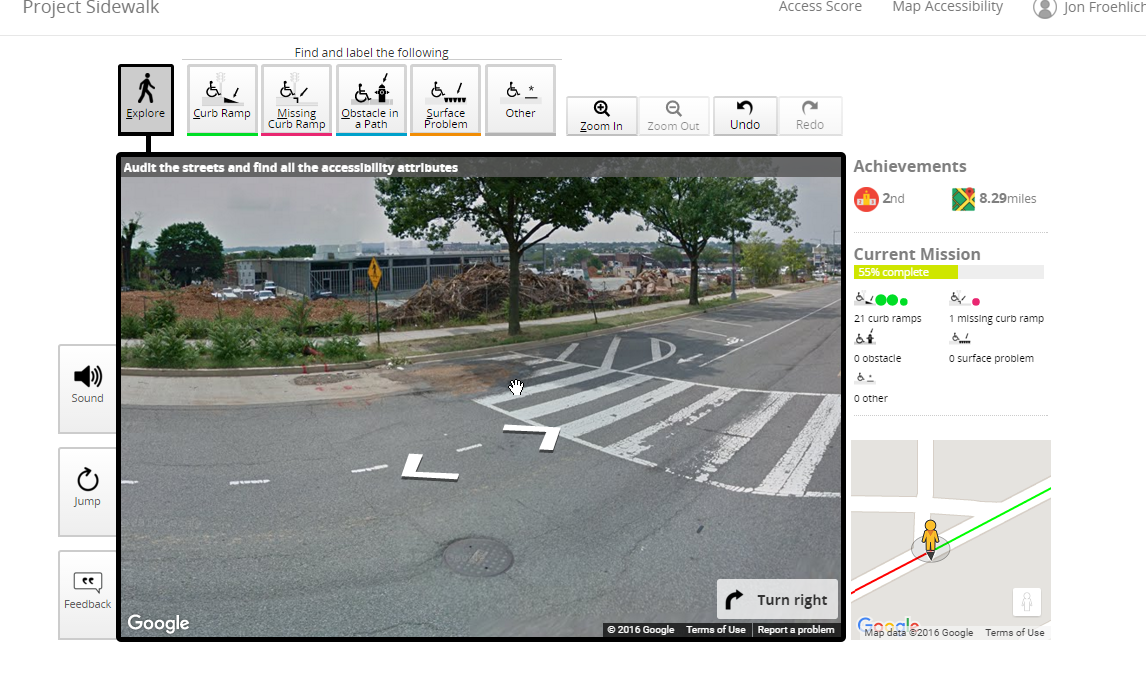 Project Sidewalk
Access Score
Map Accessibility
Jon Froehlich
Find and label the following
Explore
Curb Ramp
Missing
Curb Ramp
Obstacle in
a Path
Surface
Problem
Other
Zoom In
Zoom Out
Undo
Redo
Audit the streets and find all the accessibility attributes
Sound
Jump
Feedback
Turn right
Google
© 2016 Google
Terms of Use
Report a problem
Achievements
2nd
8.29miles
Current Mission
55% complete
21 curb ramps
1 missing curb ramp
0 obstacle
0 surface problem
0 other
Google
Map data ©2016 Google
Terms of Use